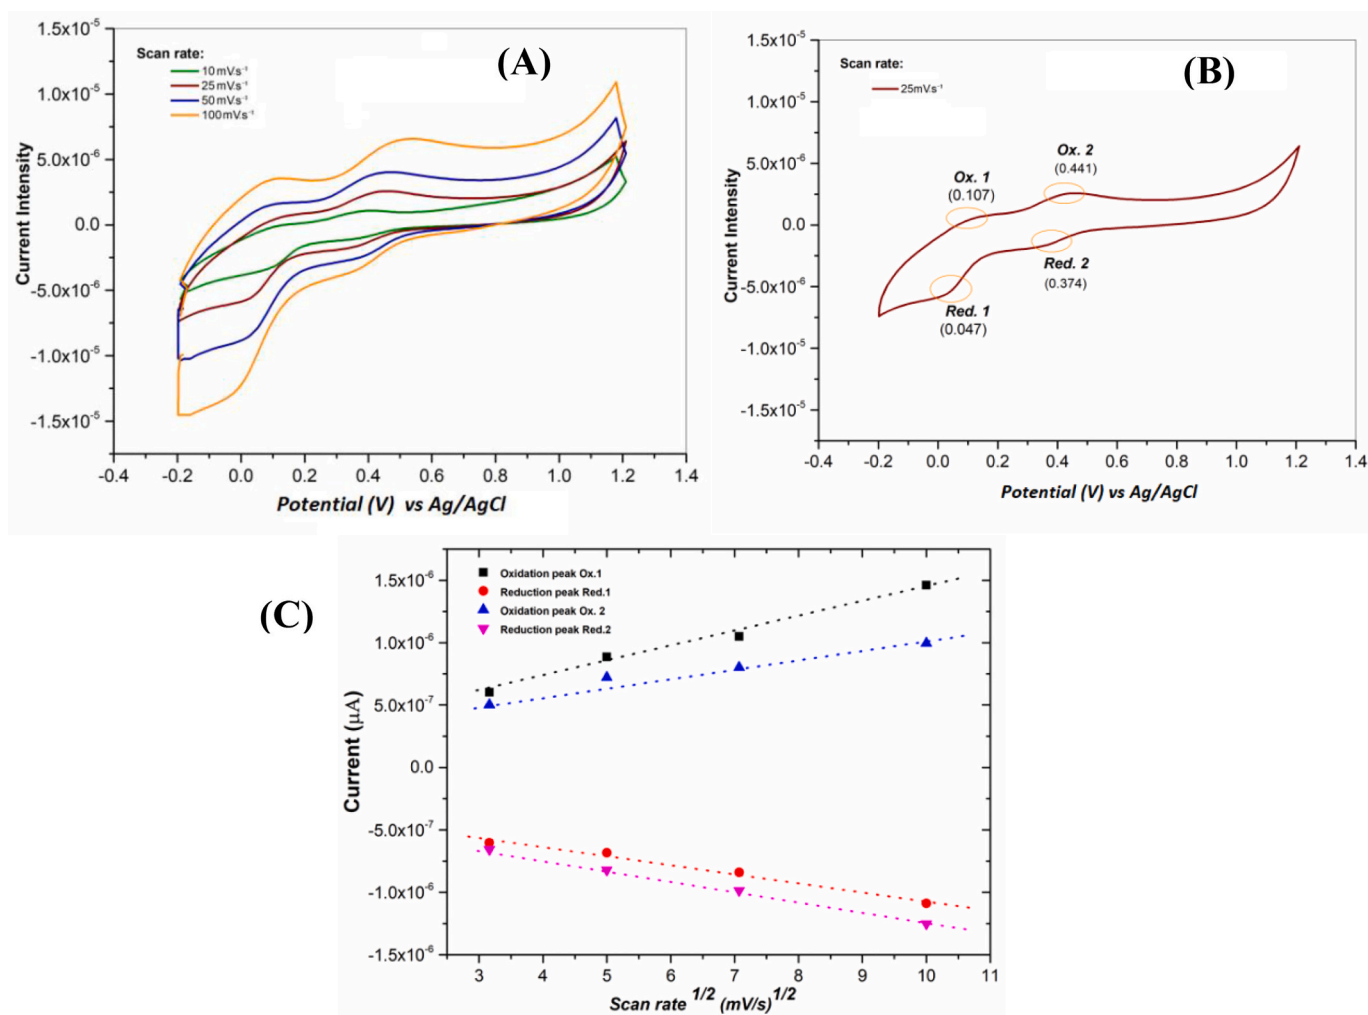 (A)
Scan rate:
10 mV.s⁻¹
25 mV.s⁻¹
50 mV.s⁻¹
100 mV.s⁻¹
Current Intensity
1.5x10⁻⁵
1.0x10⁻⁵
5.0x10⁻⁶
0.0
-5.0x10⁻⁶
-1.0x10⁻⁵
-1.5x10⁻⁵
-0.4 -0.2 0.0 0.2 0.4 0.6 0.8 1.0 1.2 1.4
Potential (V) vs Ag/AgCl
(B)
Scan rate:
25mV.s⁻¹
Current Intensity
1.5x10⁻⁵
1.0x10⁻⁵
5.0x10⁻⁶
0.0
-5.0x10⁻⁶
-1.0x10⁻⁵
-1.5x10⁻⁵
Ox. 1
(0.107)
Ox. 2
(0.441)
Red. 2
(0.374)
Red. 1
(0.047)
-0.4 -0.2 0.0 0.2 0.4 0.6 0.8 1.0 1.2 1.4
Potential (V) vs Ag/AgCl
(C)
Oxidation peak Ox.1
Reduction peak Red.1
Oxidation peak Ox. 2
Reduction peak Red.2
Current (µA)
1.5x10⁻⁶
1.0x10⁻⁶
5.0x10⁻⁷
0.0
-5.0x10⁻⁷
-1.0x10⁻⁶
-1.5x10⁻⁶
3 4 5 6 7 8 9 10 11
Scan rate ¹/² (mV/s)¹/²